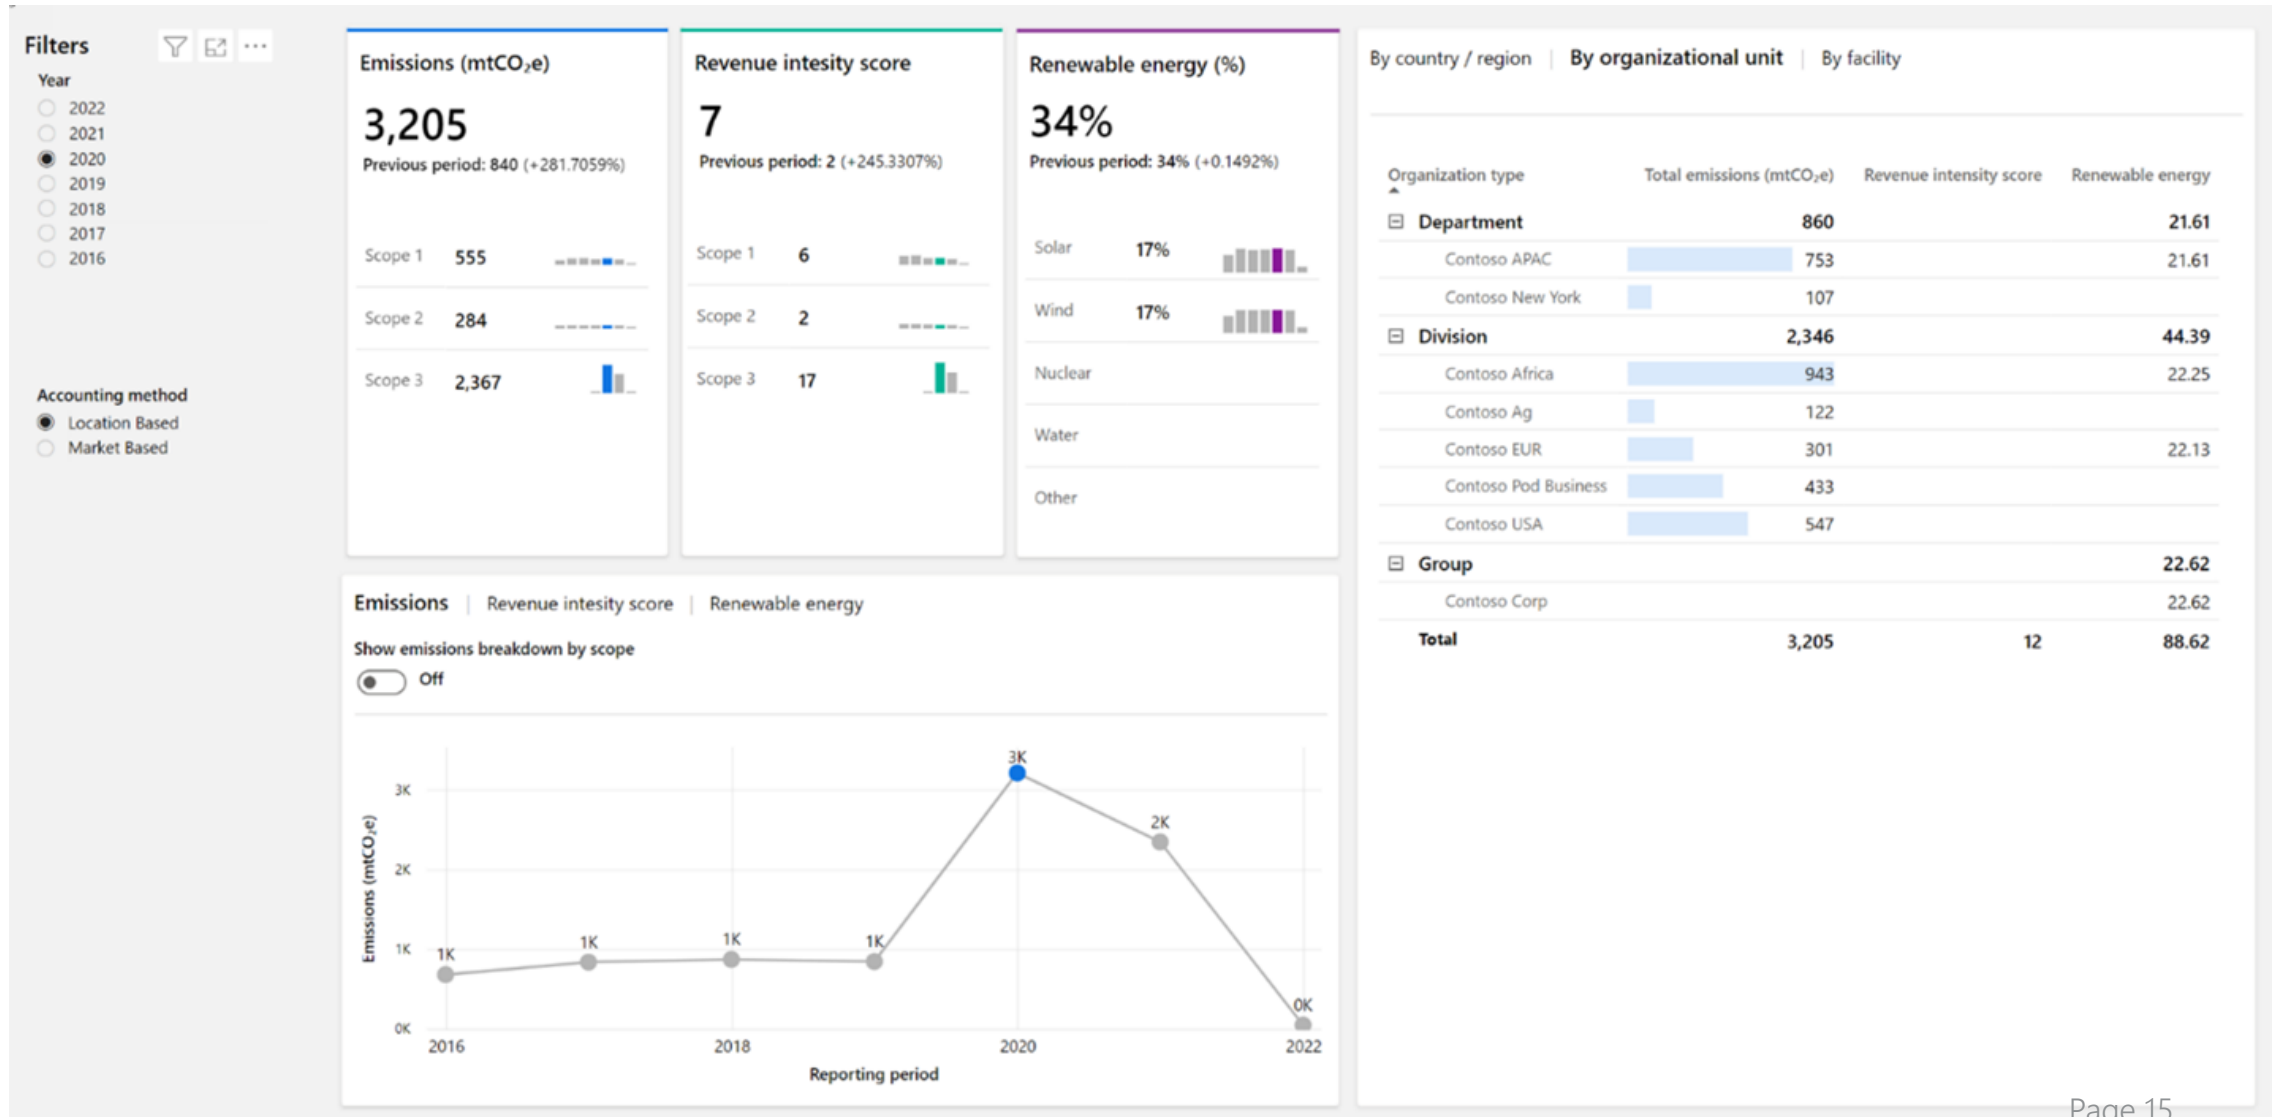 Filters
Year
2022
2021
2020
2019
2018
2017
2016
Accounting method
Location Based
Market Based
Emissions (mtCO₂e)
3,205
Previous period: 840 (+281.7059%)
Scope 1 555
Scope 2 284
Scope 3 2,367
Revenue intesity score
7
Previous period: 2 (+245.3307%)
Scope 1 6
Scope 2 2
Scope 3 17
Renewable energy (%)
34%
Previous period: 34% (+0.1492%)
Solar 17%
Wind 17%
Nuclear
Water
Other
Emissions | Revenue intesity score | Renewable energy
Show emissions breakdown by scope
Off
Emissions (mtCO₂e)
3K
2K
1K
0K
1K
1K
1K
1K
3K
2K
0K
2016 2018 2020 2022
Reporting period
By country / region | By organizational unit | By facility
Organization type Total emissions (mtCO₂e) Revenue intensity score Renewable energy
Department 860 21.61
Contoso APAC 753 21.61
Contoso New York 107
Division 2,346 44.39
Contoso Africa 943 22.25
Contoso Ag 122
Contoso EUR 301 22.13
Contoso Pod Business 433
Contoso USA 547
Group 22.62
Contoso Corp 22.62
Total 3,205 12 88.62
Page 15